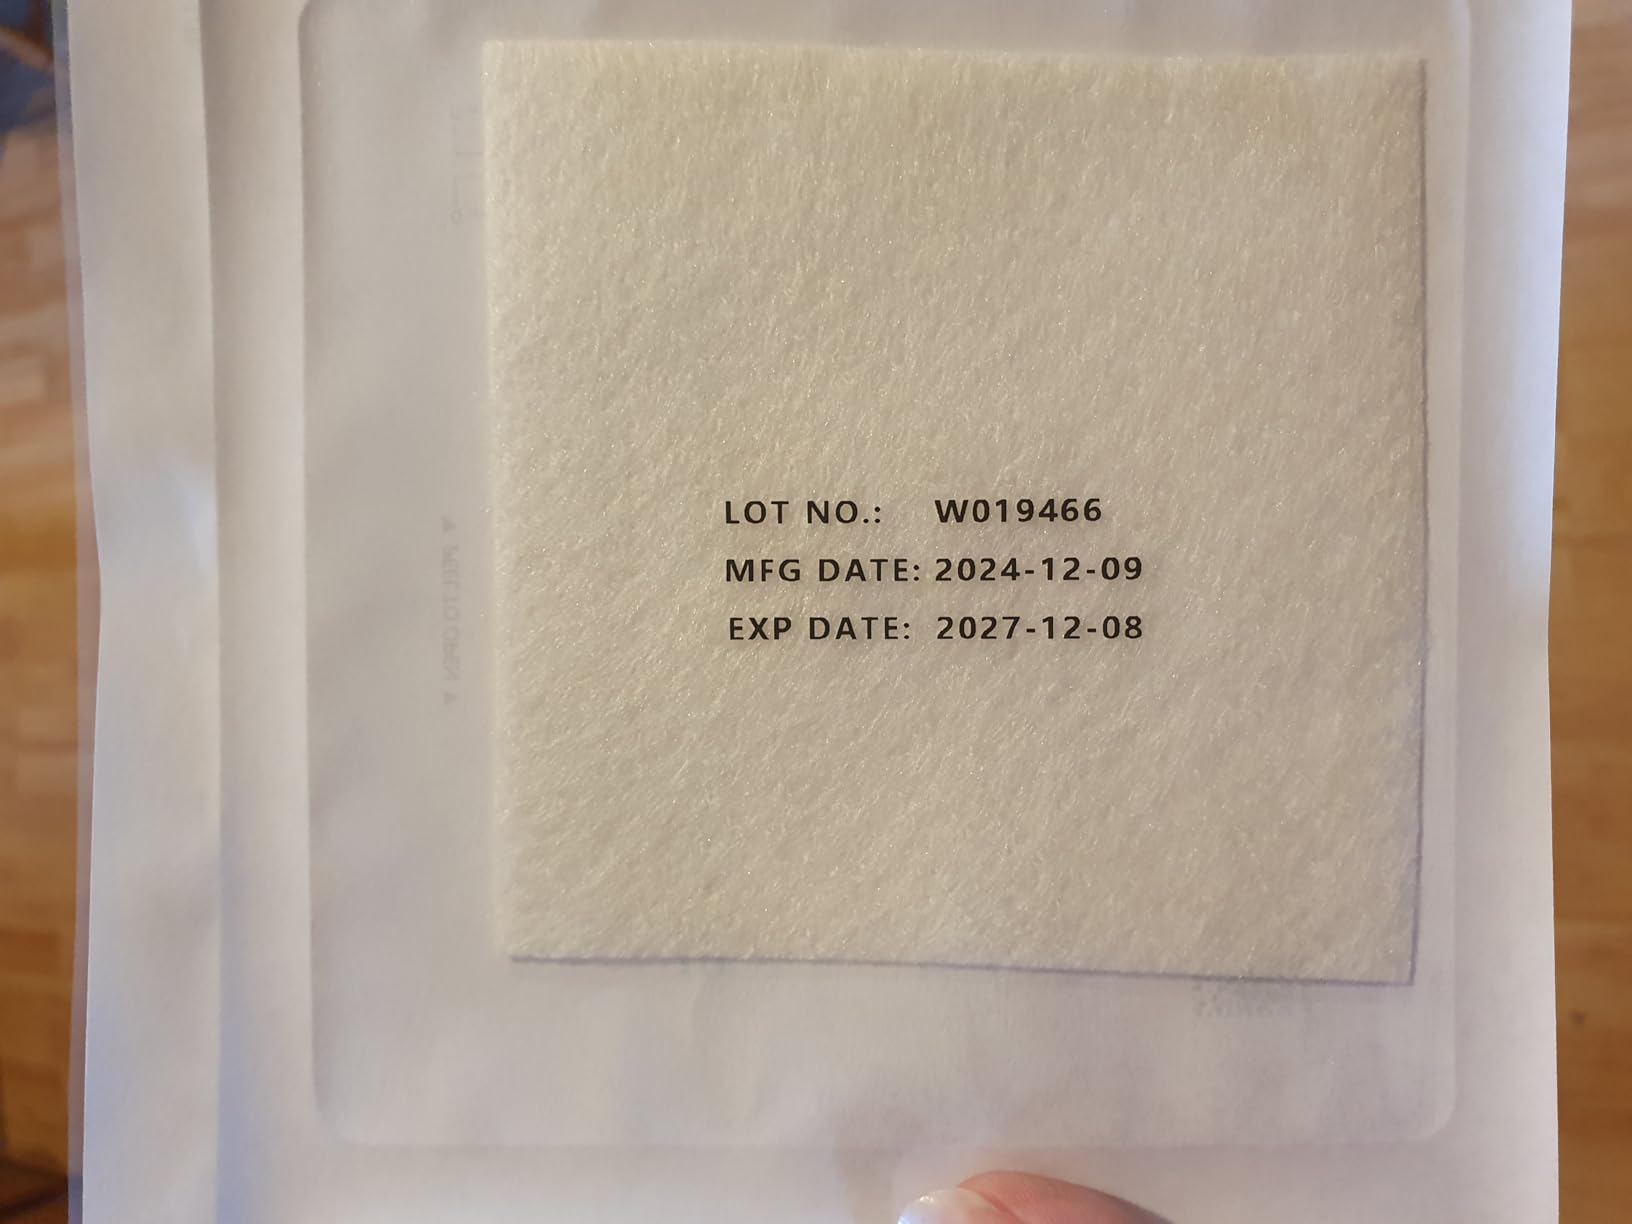 LOT NO.: W019466
MFG DATE: 2024-12-09
EXP DATE: 2027-12-08